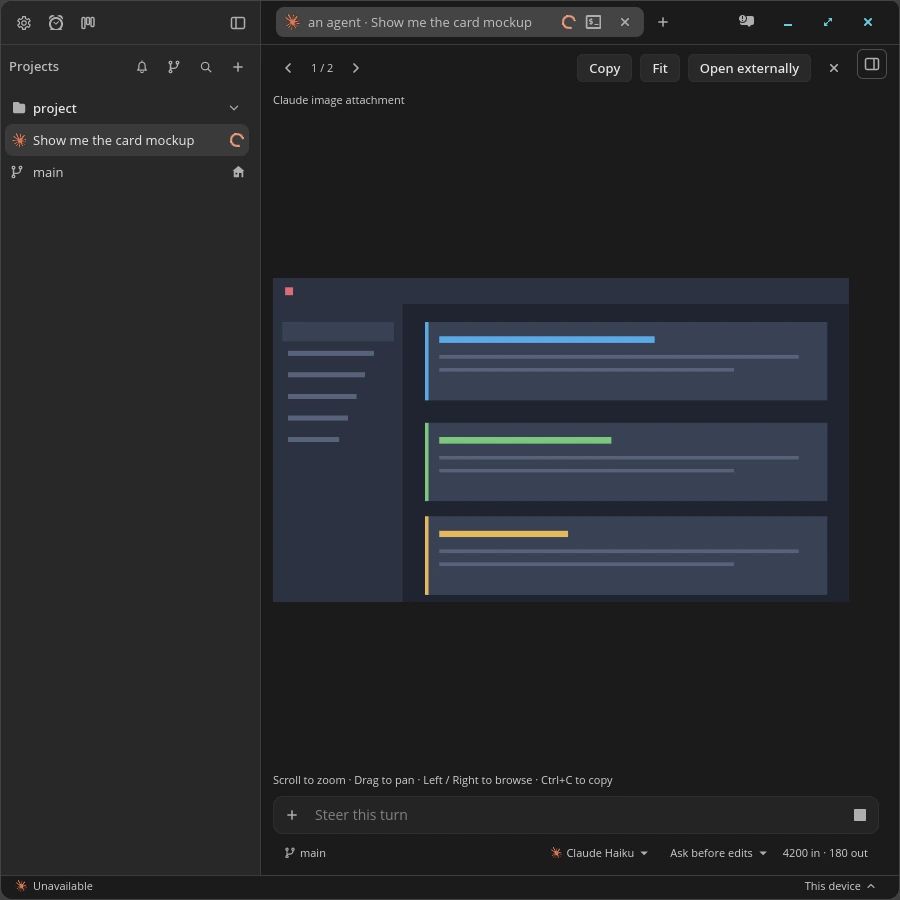 an agent · Show me the card mockup
Projects
1 / 2
Copy
Fit
Open externally
Claude image attachment
project
Show me the card mockup
main
Scroll to zoom · Drag to pan · Left / Right to browse · Ctrl+C to copy
Steer this turn
main
Claude Haiku
Ask before edits
4200 in · 180 out
Unavailable
This device